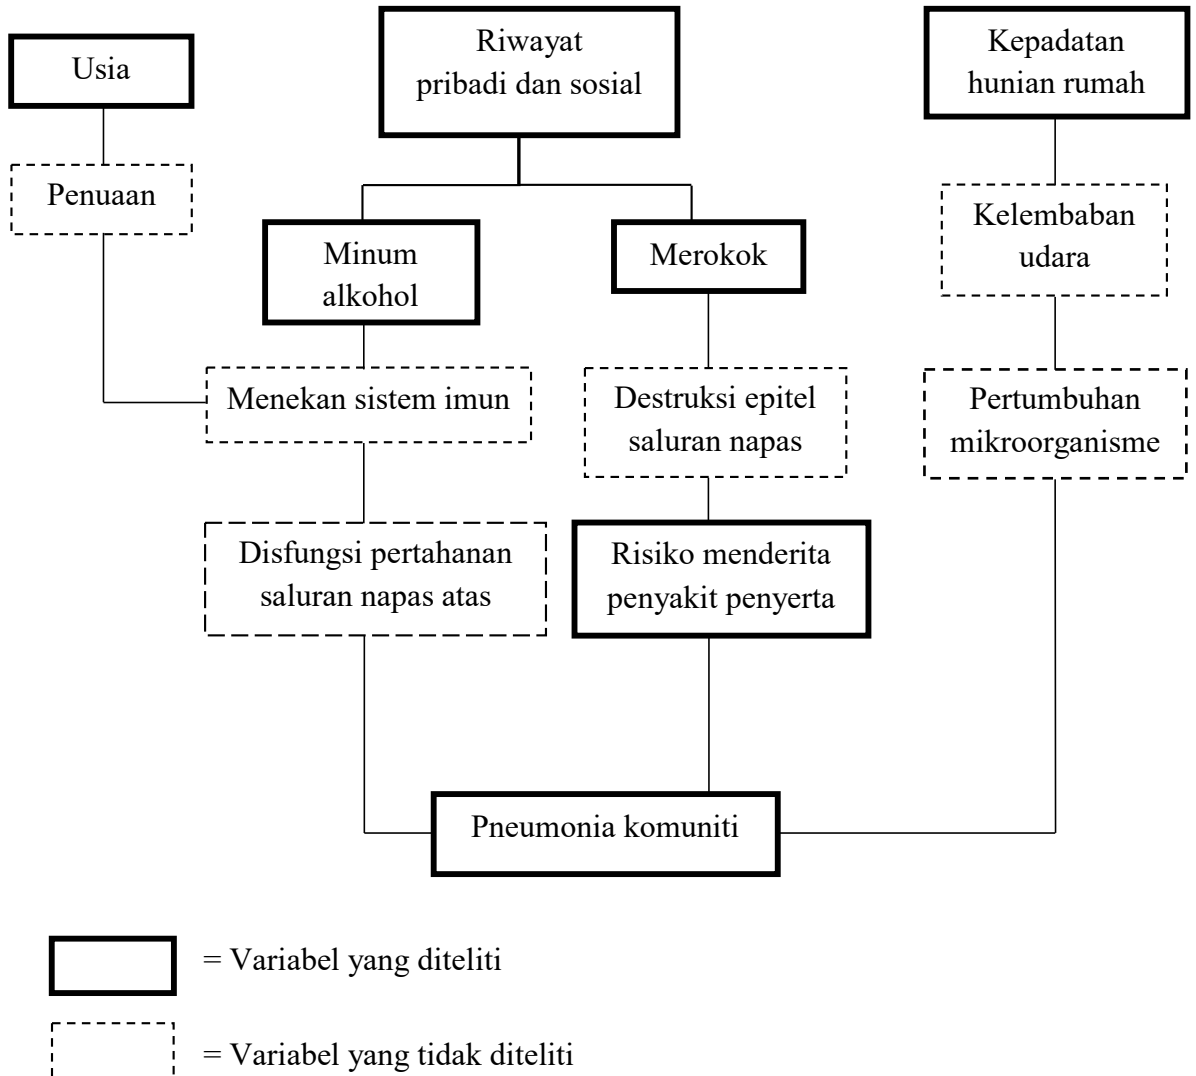 Usia
Riwayat
pribadi dan sosial
Kepadatan
hunian rumah
Penuaan
Minum
alkohol
Merokok
Kelembaban
udara
Menekan sistem imun
Destruksi epitel
saluran napas
Pertumbuhan
mikroorganisme
Disfungsi pertahanan
saluran napas atas
Risiko menderita
penyakit penyerta
Pneumonia komuniti
= Variabel yang diteliti
= Variabel yang tidak diteliti